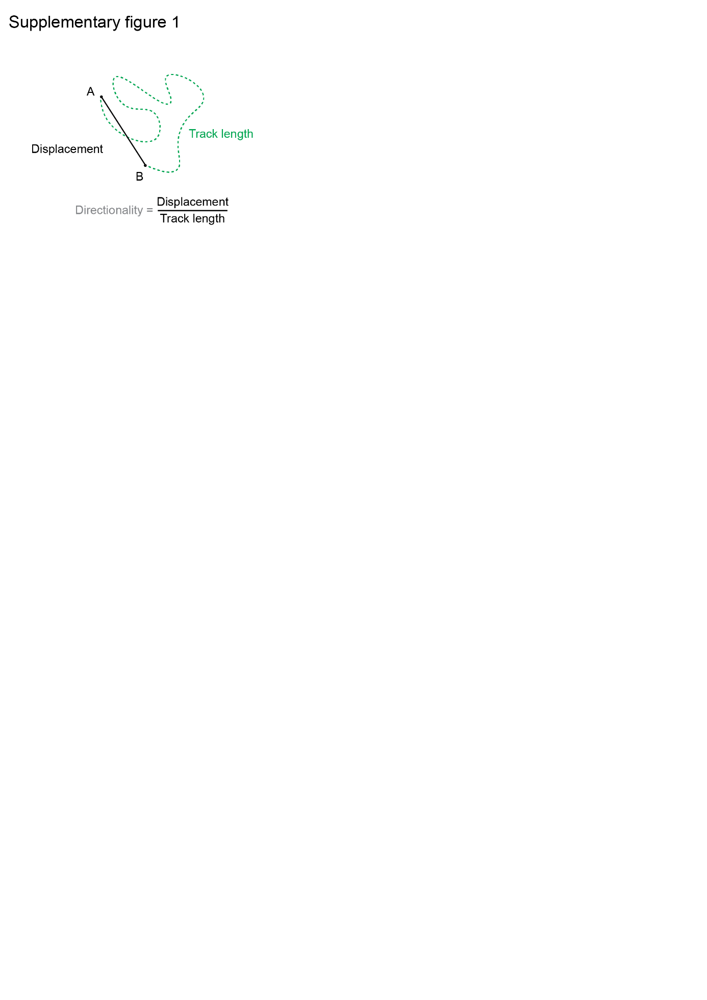 Supplementary figure 1
A
Track length
Displacement
B
Directionality = Displacement
Track length